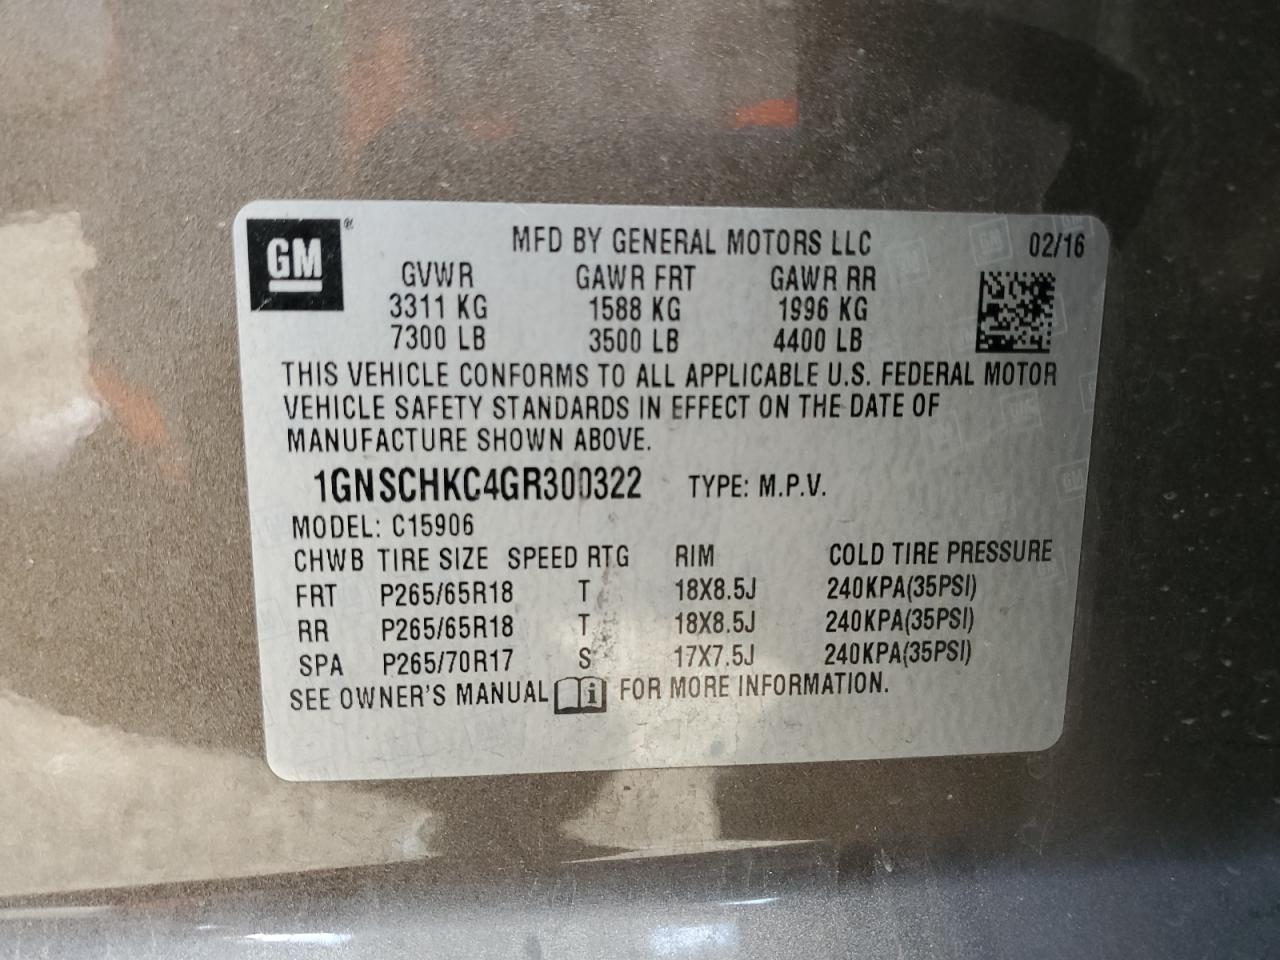 GM ®
MFD BY GENERAL MOTORS LLC 02/16
GVWR GAWR FRT GAWR RR
3311 KG 1588 KG 1996 KG
7300 LB 3500 LB 4400 LB
THIS VEHICLE CONFORMS TO ALL APPLICABLE U.S. FEDERAL MOTOR
VEHICLE SAFETY STANDARDS IN EFFECT ON THE DATE OF
MANUFACTURE SHOWN ABOVE.
1GNSCHKC4GR300322 TYPE: M.P.V.
MODEL: C15906
CHWB TIRE SIZE SPEED RTG RIM COLD TIRE PRESSURE
FRT P265/65R18 T 18X8.5J 240KPA(35PSI)
RR P265/65R18 T 18X8.5J 240KPA(35PSI)
SPA P265/70R17 S 17X7.5J 240KPA(35PSI)
SEE OWNER'S MANUAL i FOR MORE INFORMATION.